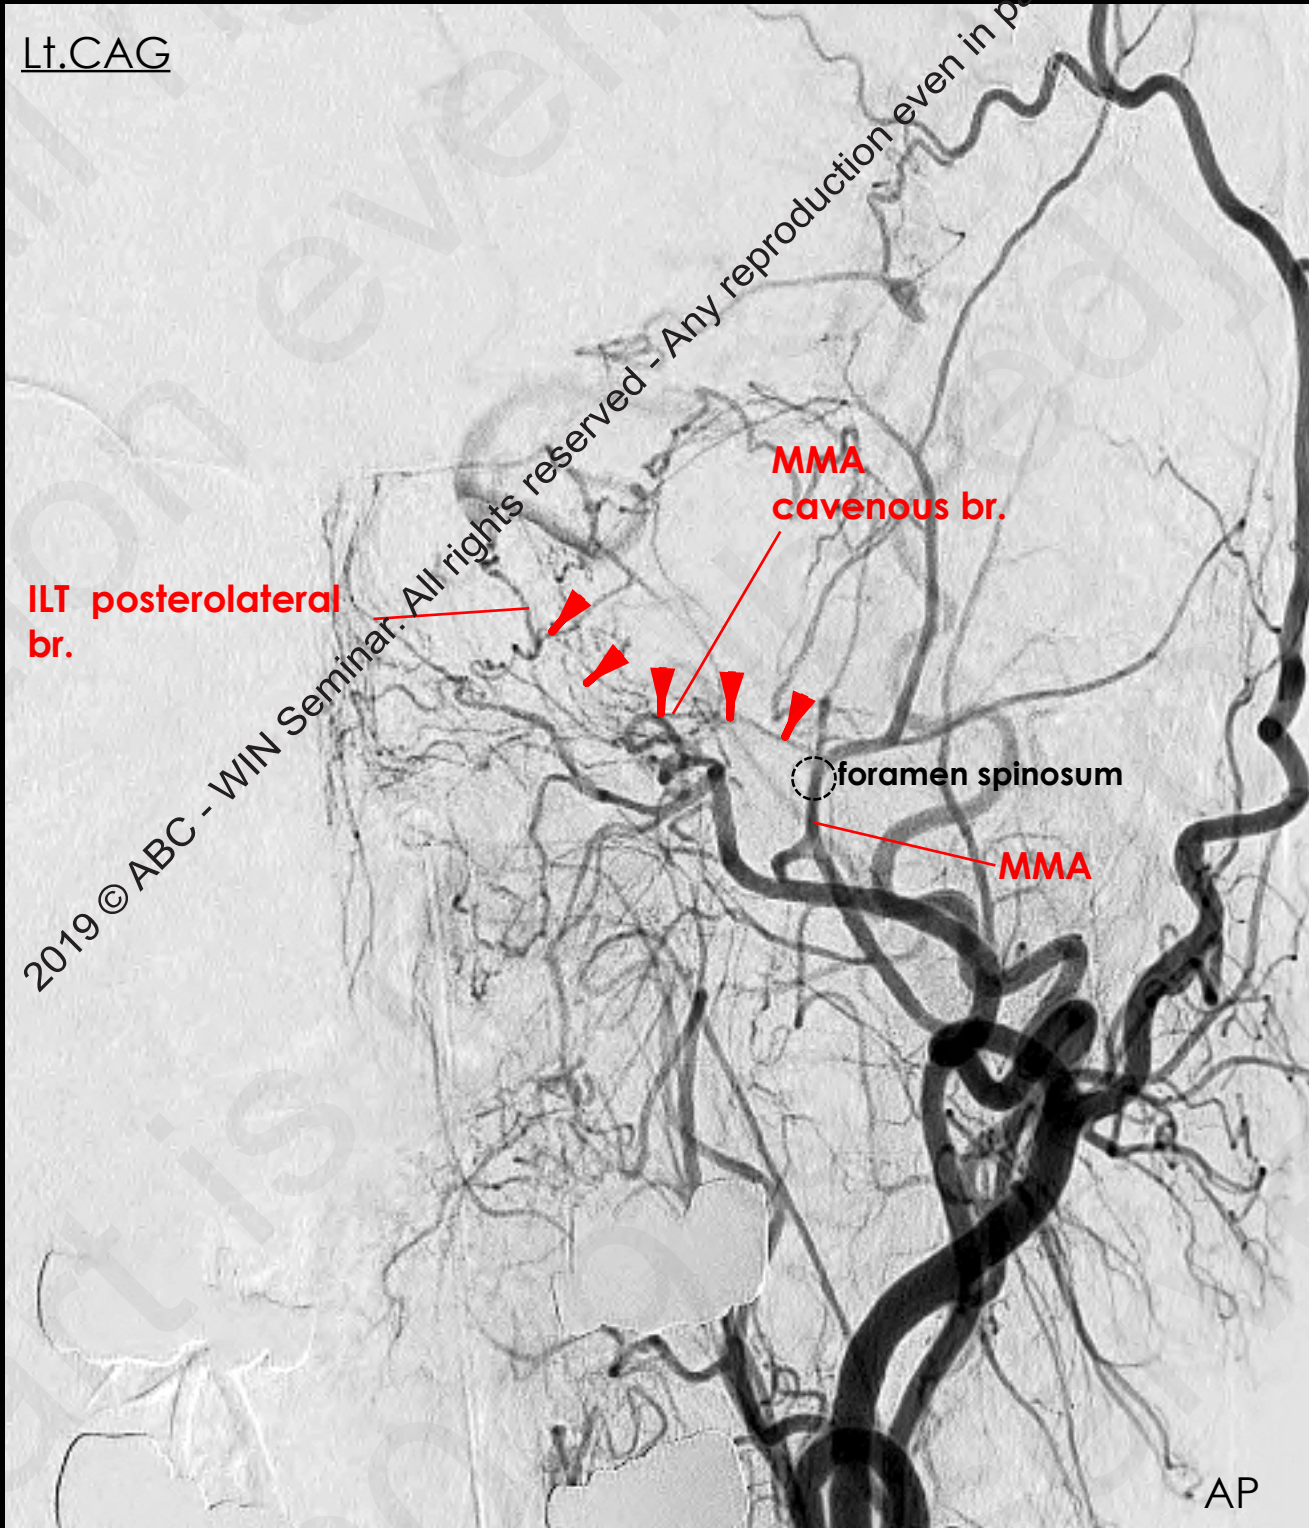 Lt.CAG
2019 © ABC - WIN Seminar. All rights reserved - Any reproduction even in
MMA
cavenous br.
ILT posterolateral
br.
foramen spinosum
MMA
AP